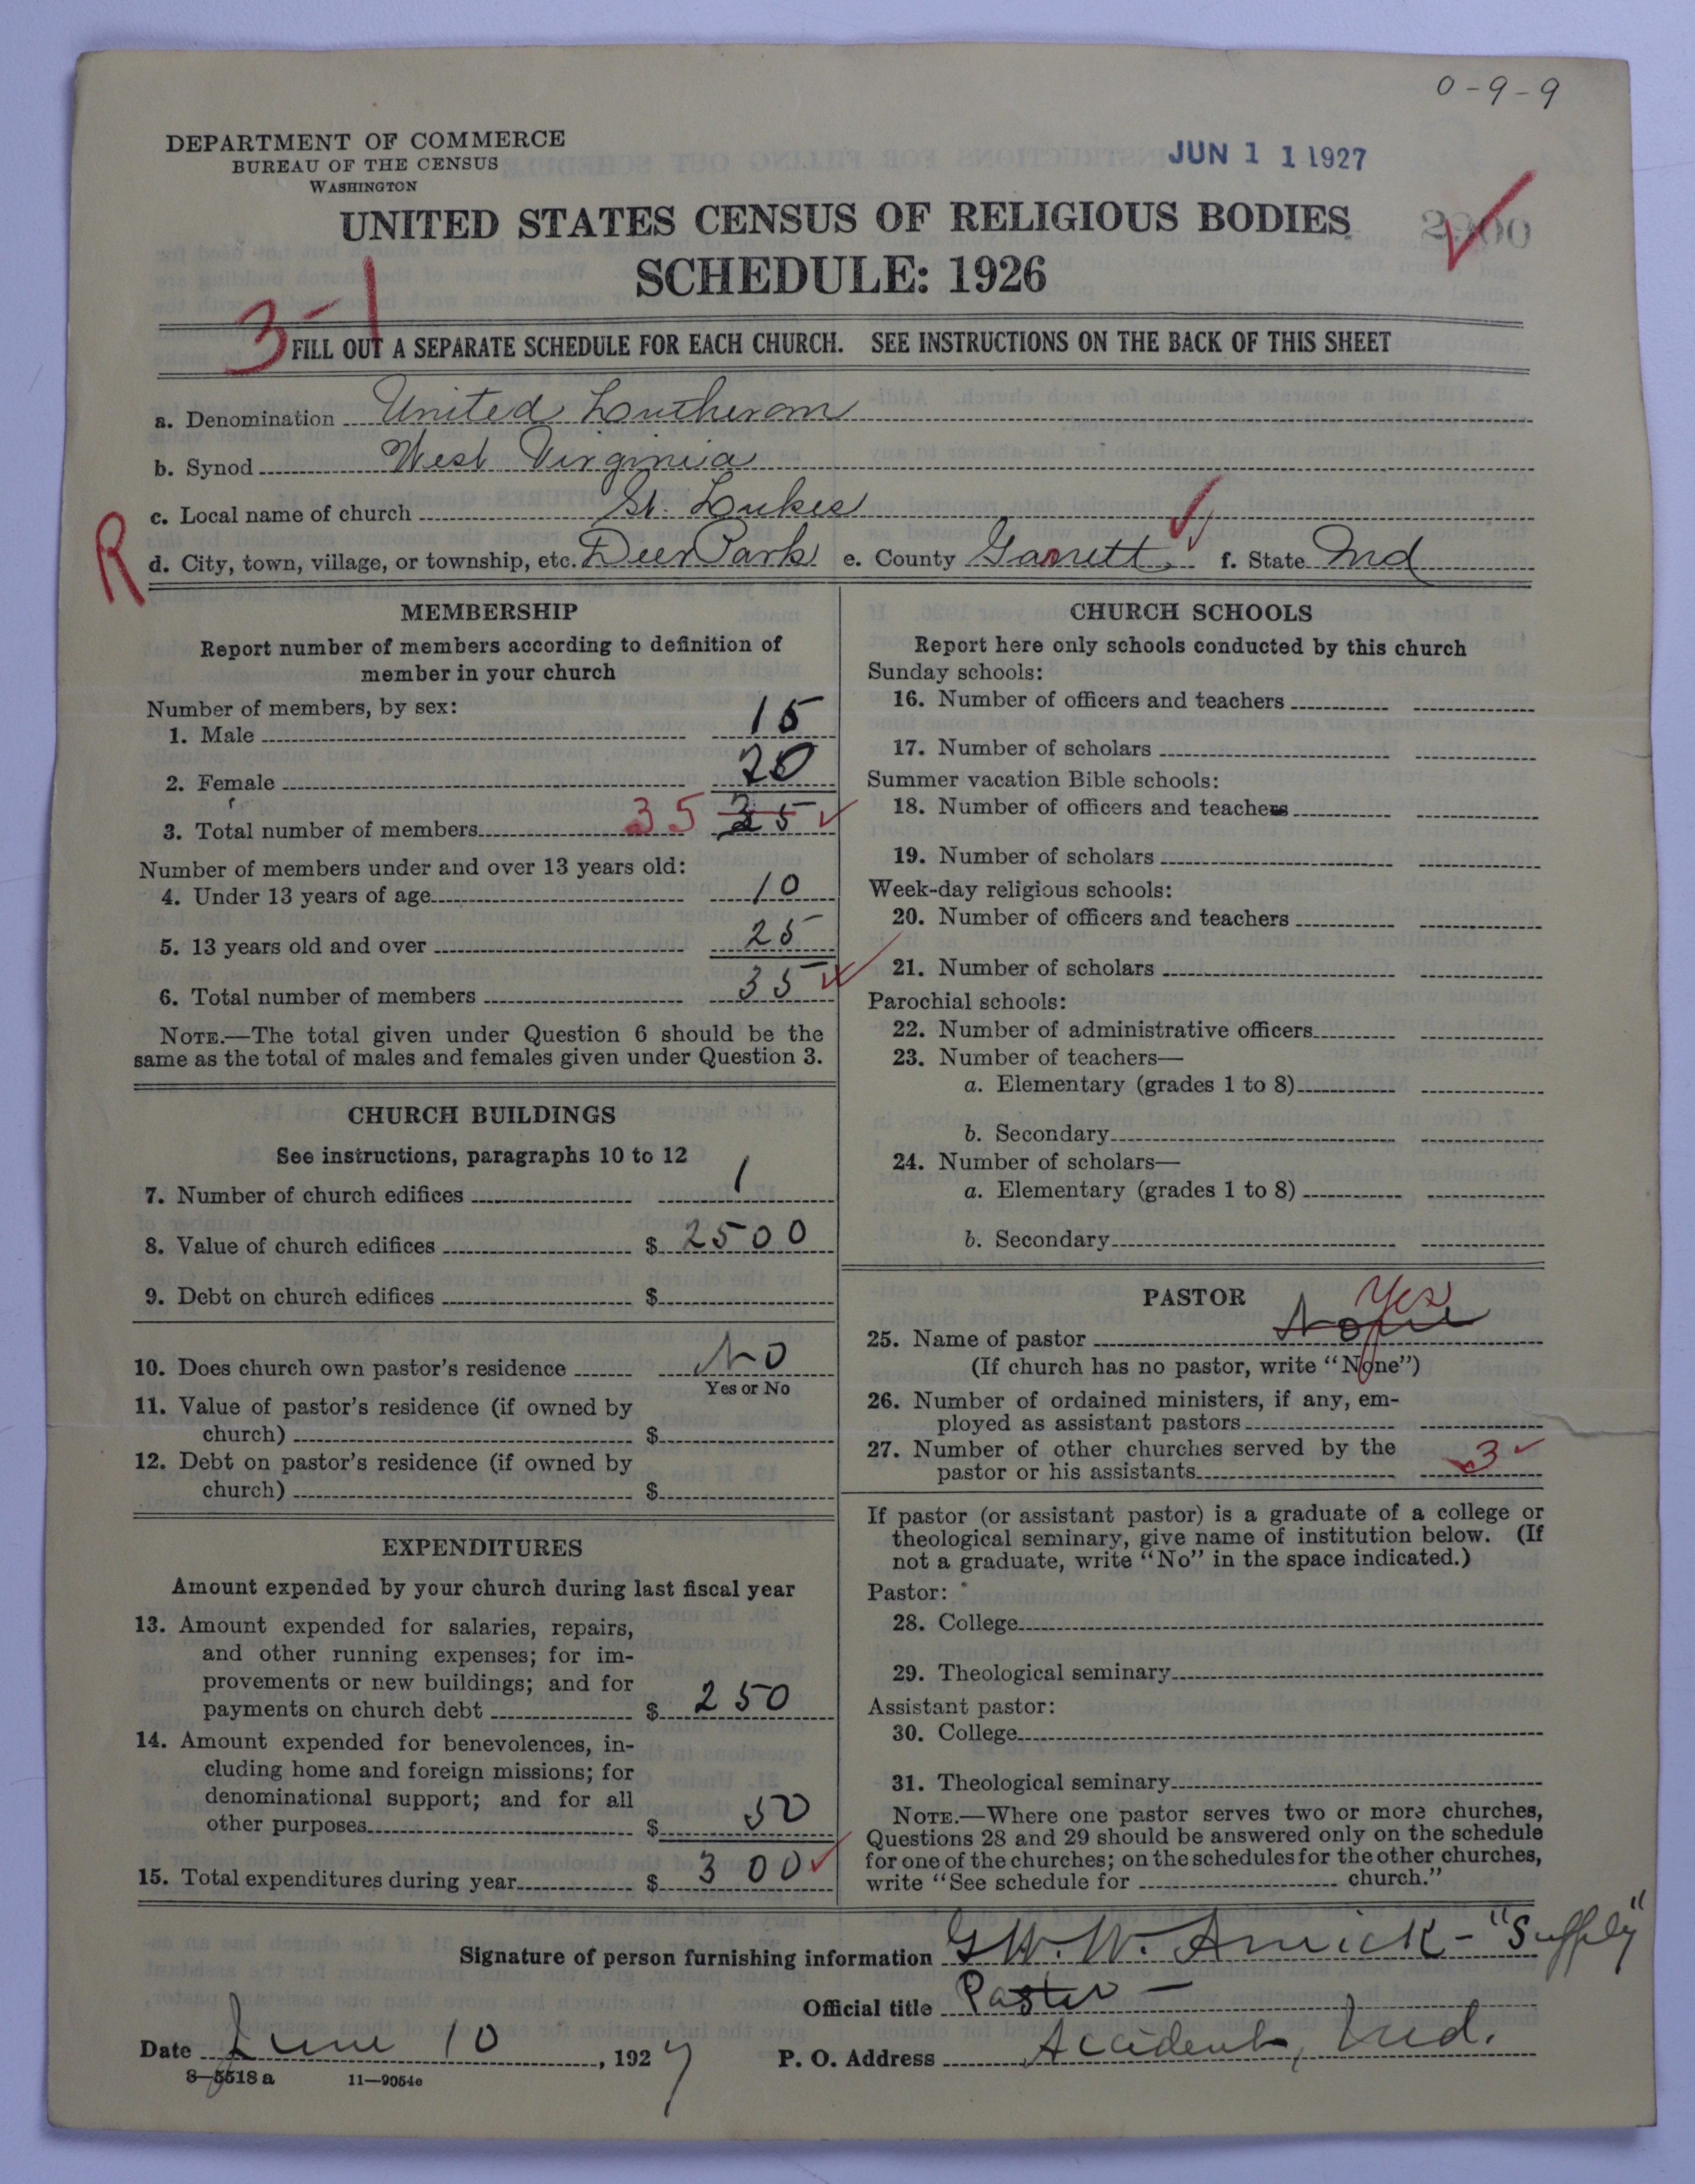 0-9-9
DEPARTMENT OF COMMERCE
BUREAU OF THE CENSUS
WASHINGTON
JUN 1 1 1927
UNITED STATES CENSUS OF RELIGIOUS BODIES
SCHEDULE: 1926
3-1
FILL OUT A SEPARATE SCHEDULE FOR EACH CHURCH. SEE INSTRUCTIONS ON THE BACK OF THIS SHEET
a. Denomination United Lutheran
b. Synod West Virginia
c. Local name of church St. Lukes
R
d. City, town, village, or township, etc. Deer Park e. County Garrett f. State Md
MEMBERSHIP
Report number of members according to definition of
member in your church
Number of members, by sex:
1. Male 15
2. Female 20
3. Total number of members 35 35
Number of members under and over 13 years old:
4. Under 13 years of age 10
5. 13 years old and over 25
6. Total number of members 35
NOTE.—The total given under Question 6 should be the
same as the total of males and females given under Question 3.
CHURCH BUILDINGS
See instructions, paragraphs 10 to 12
7. Number of church edifices 1
8. Value of church edifices $ 2500
9. Debt on church edifices $
10. Does church own pastor's residence No
Yes or No
11. Value of pastor's residence (if owned by
church) $
12. Debt on pastor's residence (if owned by
church) $
EXPENDITURES
Amount expended by your church during last fiscal year
13. Amount expended for salaries, repairs,
and other running expenses; for im-
provements or new buildings; and for
payments on church debt $ 250
14. Amount expended for benevolences, in-
cluding home and foreign missions; for
denominational support; and for all
other purposes $ 50
15. Total expenditures during year $ 300
CHURCH SCHOOLS
Report here only schools conducted by this church
Sunday schools:
16. Number of officers and teachers
17. Number of scholars
Summer vacation Bible schools:
18. Number of officers and teachers
19. Number of scholars
Week-day religious schools:
20. Number of officers and teachers
21. Number of scholars
Parochial schools:
22. Number of administrative officers
23. Number of teachers—
a. Elementary (grades 1 to 8)
b. Secondary
24. Number of scholars—
a. Elementary (grades 1 to 8)
b. Secondary
PASTOR
Yes
25. Name of pastor None
(If church has no pastor, write "None")
26. Number of ordained ministers, if any, em-
ployed as assistant pastors
27. Number of other churches served by the
pastor or his assistants 3
If pastor (or assistant pastor) is a graduate of a college or
theological seminary, give name of institution below. (If
not a graduate, write "No" in the space indicated.)
Pastor:
28. College
29. Theological seminary
Assistant pastor:
30. College
31. Theological seminary
NOTE.—Where one pastor serves two or more churches,
Questions 28 and 29 should be answered only on the schedule
for one of the churches; on the schedules for the other churches,
write "See schedule for church."
Signature of person furnishing information G.W. W. Amick - "Supply"
Official title Pastor -
Date June 10, 1927 P. O. Address Accident, Md.
8-5518 a 11-9054e